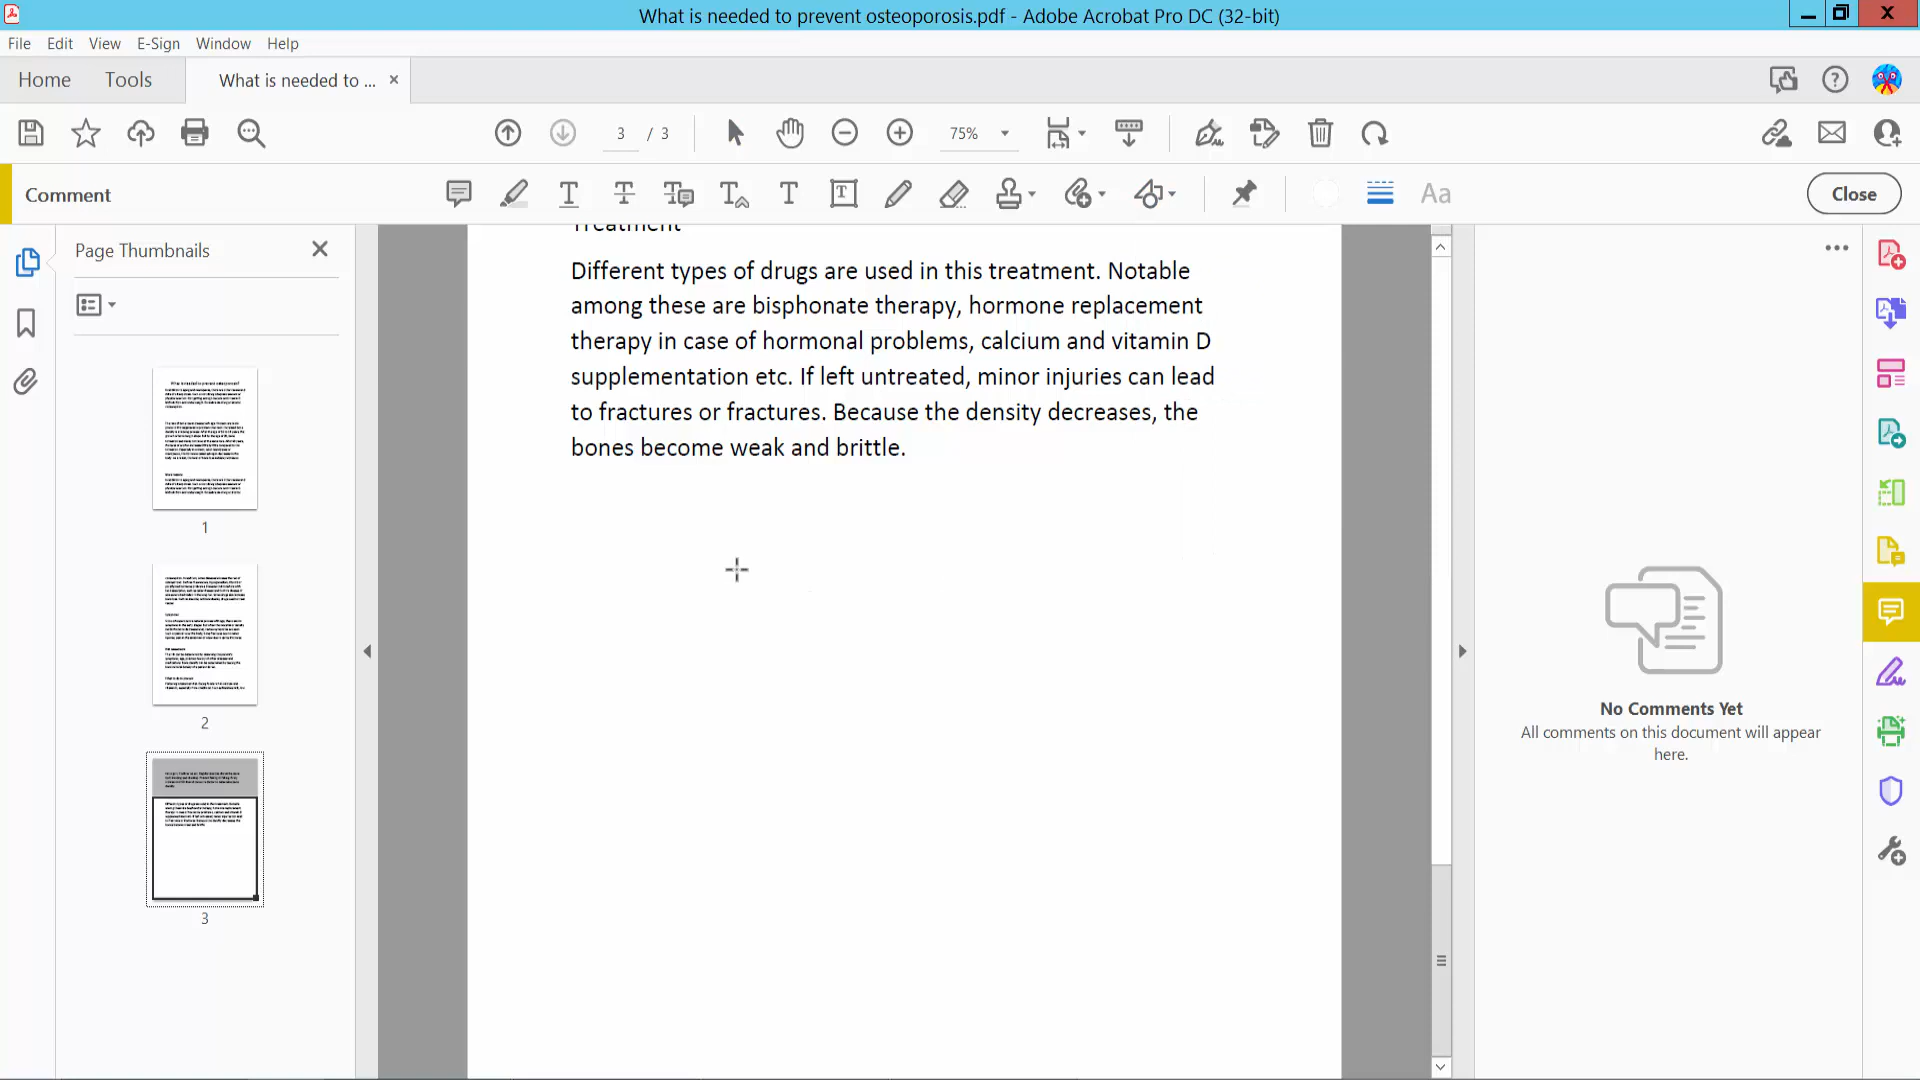 What is needed to prevent osteoporosis.pdf - Adobe Acrobat Pro DC (32-bit)
X
File Edit View E-Sign Window Help
Home Tools What is needed to ... ×
3 / 3 75%
Comment
T T T T T T Aa Close
Page Thumbnails
1
2
3
Treatment
Different types of drugs are used in this treatment. Notable
among these are bisphonate therapy, hormone replacement
therapy in case of hormonal problems, calcium and vitamin D
supplementation etc. If left untreated, minor injuries can lead
to fractures or fractures. Because the density decreases, the
bones become weak and brittle.
No Comments Yet
All comments on this document will appear
here.